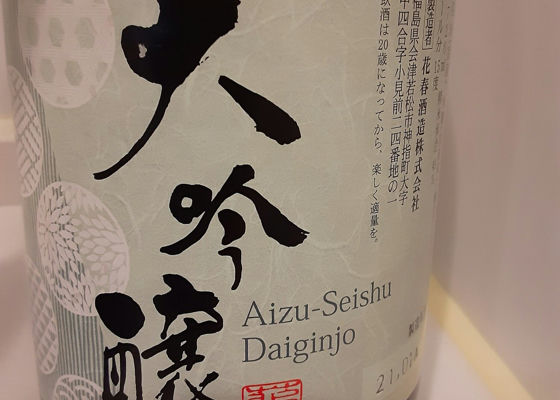 大吟醸
Aizu-Seishu
Daiginjo
製造者 花春酒造株式会社
福島県会津若松市神指町大字
中四合字小見前二四番地の一
飲酒は20歳になってから、楽しく適量を。
21.01